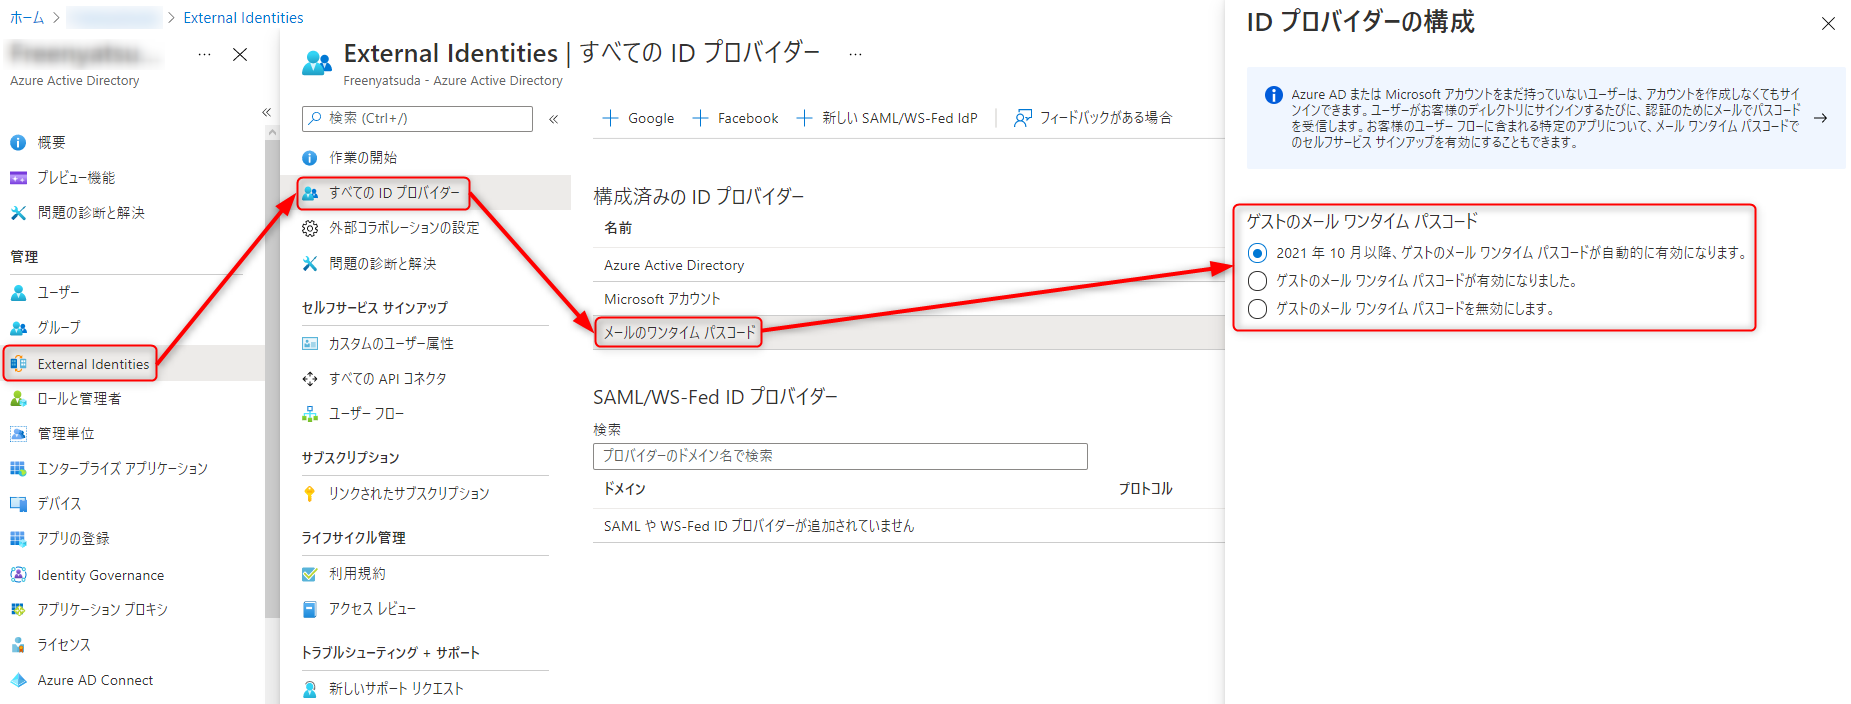 ホーム > External Identities
Azure Active Directory
«
概要
プレビュー機能
問題の診断と解決
管理
ユーザー
グループ
External Identities
ロールと管理者
管理単位
エンタープライズ アプリケーション
デバイス
アプリの登録
Identity Governance
アプリケーション プロキシ
ライセンス
Azure AD Connect
External Identities | すべての ID プロバイダー
Freenyatsuda - Azure Active Directory
検索 (Ctrl+/)
«
作業の開始
すべての ID プロバイダー
外部コラボレーションの設定
問題の診断と解決
セルフサービス サインアップ
カスタムのユーザー属性
すべての API コネクタ
ユーザー フロー
サブスクリプション
リンクされたサブスクリプション
ライフサイクル管理
利用規約
アクセス レビュー
トラブルシューティング + サポート
新しいサポート リクエスト
+ Google + Facebook + 新しい SAML/WS-Fed IdP フィードバックがある場合
構成済みの ID プロバイダー
名前
Azure Active Directory
Microsoft アカウント
メールのワンタイム パスコード
SAML/WS-Fed ID プロバイダー
検索
プロバイダーのドメイン名で検索
ドメイン プロトコル
SAML や WS-Fed ID プロバイダーが追加されていません
ID プロバイダーの構成
Azure AD または Microsoft アカウントをまだ持っていないユーザーは、アカウントを作成しなくてもサイ
ンインできます。ユーザーがお客様のディレクトリにサインインするたびに、認証のためにメールでパスコード
を受信します。お客様のユーザー フローに含まれる特定のアプリについて、メール ワンタイム パスコードで
のセルフサービス サインアップを有効にすることもできます。
ゲストのメール ワンタイム パスコード
2021 年 10 月以降、ゲストのメール ワンタイム パスコードが自動的に有効になります。
ゲストのメール ワンタイム パスコードが有効になりました。
ゲストのメール ワンタイム パスコードを無効にします。